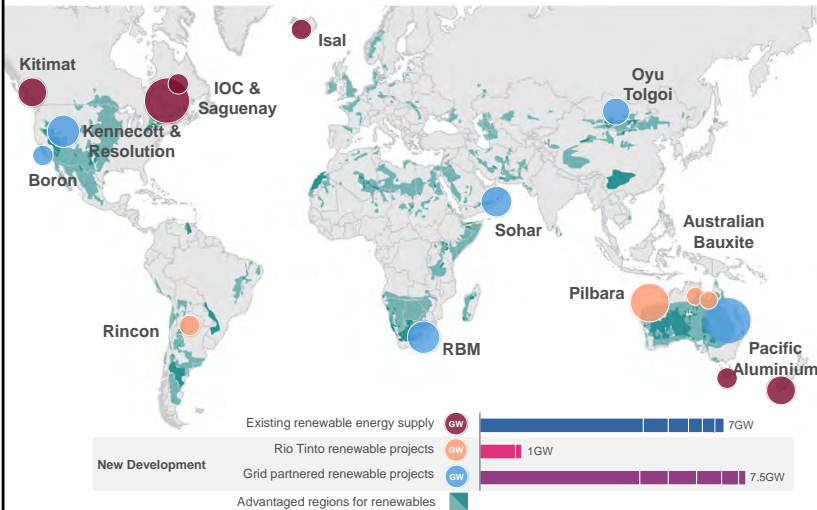 Isal
Kitimat
IOC &
Saguenay
Oyu
Tolgoi
Kennecott &
Resolution
Boron
Sohar
Australian
Bauxite
Pilbara
Rincon
RBM
Pacific
Aluminium
Existing renewable energy supply GW 7GW
New Development
Rio Tinto renewable projects GW 1GW
Grid partnered renewable projects GW 7.5GW
Advantaged regions for renewables